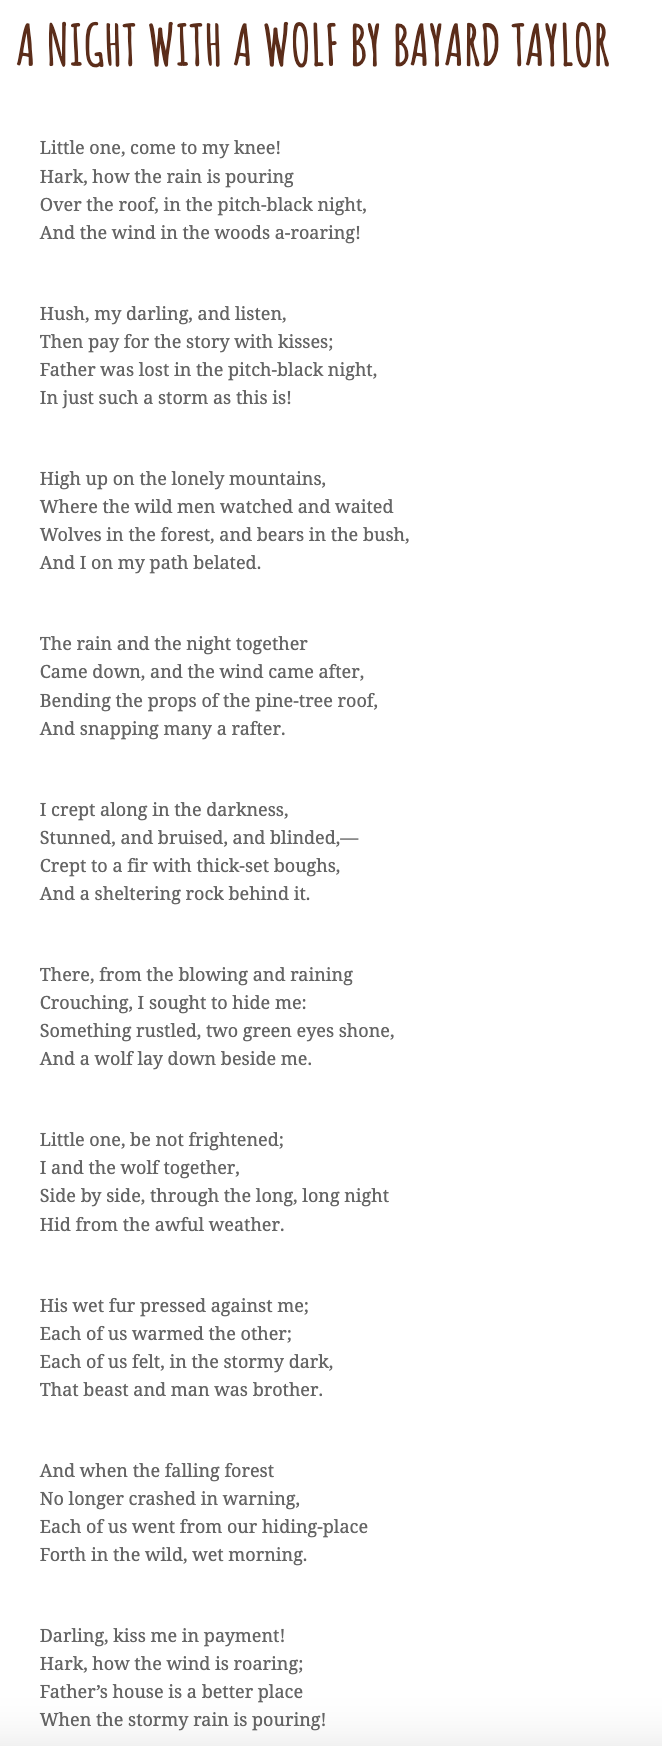 A NIGHT WITH A WOLF BY BAYARD TAYLOR
Little one, come to my knee!
Hark, how the rain is pouring
Over the roof, in the pitch-black night,
And the wind in the woods a-roaring!
Hush, my darling, and listen,
Then pay for the story with kisses;
Father was lost in the pitch-black night,
In just such a storm as this is!
High up on the lonely mountains,
Where the wild men watched and waited
Wolves in the forest, and bears in the bush,
And I on my path belated.
The rain and the night together
Came down, and the wind came after,
Bending the props of the pine-tree roof,
And snapping many a rafter.
I crept along in the darkness,
Stunned, and bruised, and blinded,—
Crept to a fir with thick-set boughs,
And a sheltering rock behind it.
There, from the blowing and raining
Crouching, I sought to hide me:
Something rustled, two green eyes shone,
And a wolf lay down beside me.
Little one, be not frightened;
I and the wolf together,
Side by side, through the long, long night
Hid from the awful weather.
His wet fur pressed against me;
Each of us warmed the other;
Each of us felt, in the stormy dark,
That beast and man was brother.
And when the falling forest
No longer crashed in warning,
Each of us went from our hiding-place
Forth in the wild, wet morning.
Darling, kiss me in payment!
Hark, how the wind is roaring;
Father’s house is a better place
When the stormy rain is pouring!